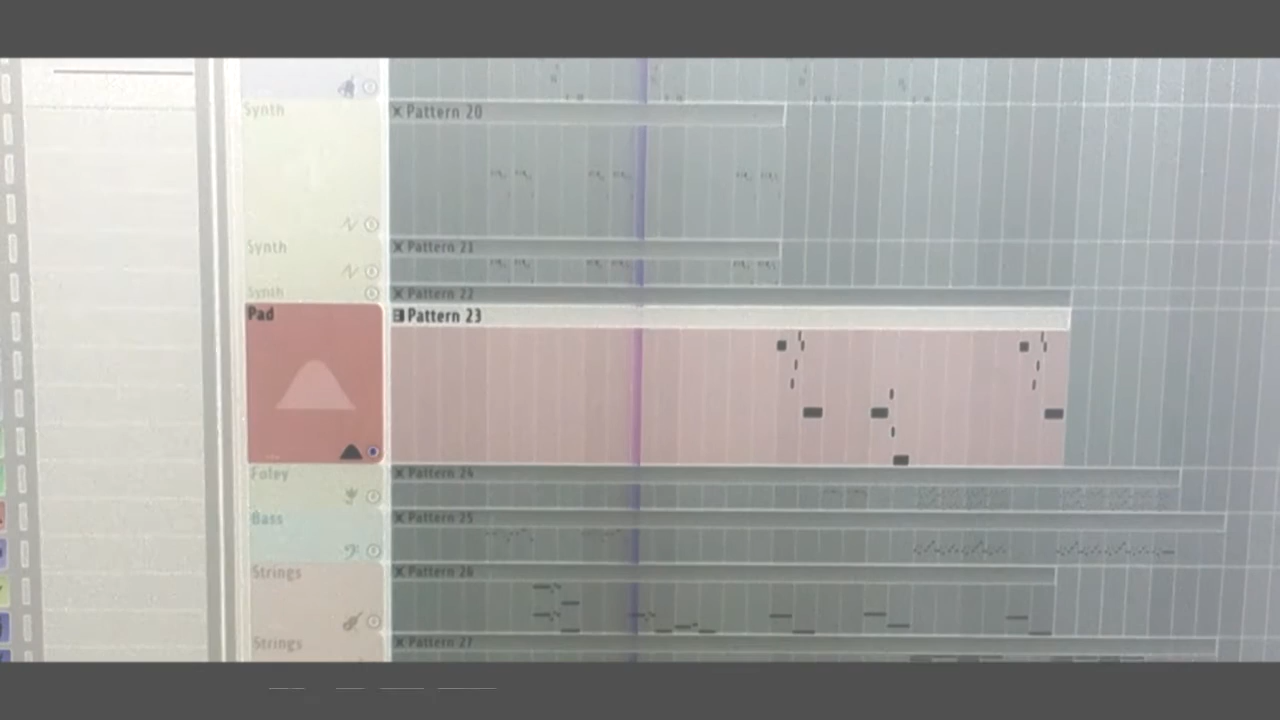 Synth
Pattern 20
Synth
Pattern 21
Synth
Pattern 22
Pad
Pattern 23
Foley
Pattern 24
Bass
Pattern 25
Strings
Pattern 26
Strings
Pattern 27